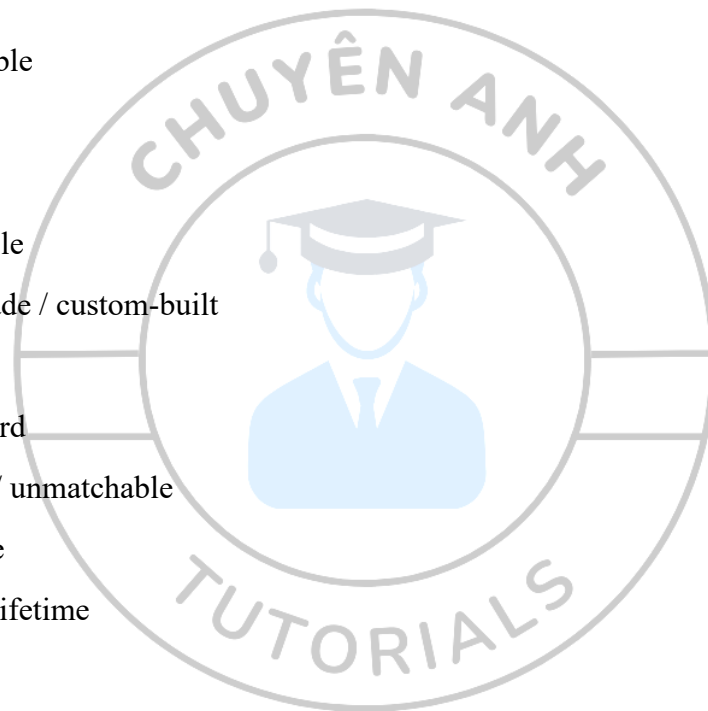 CHUYÊN ANH
ble
le
de / custom-built
rd
/ unmatchable
e
ifetime
TUTORIALS